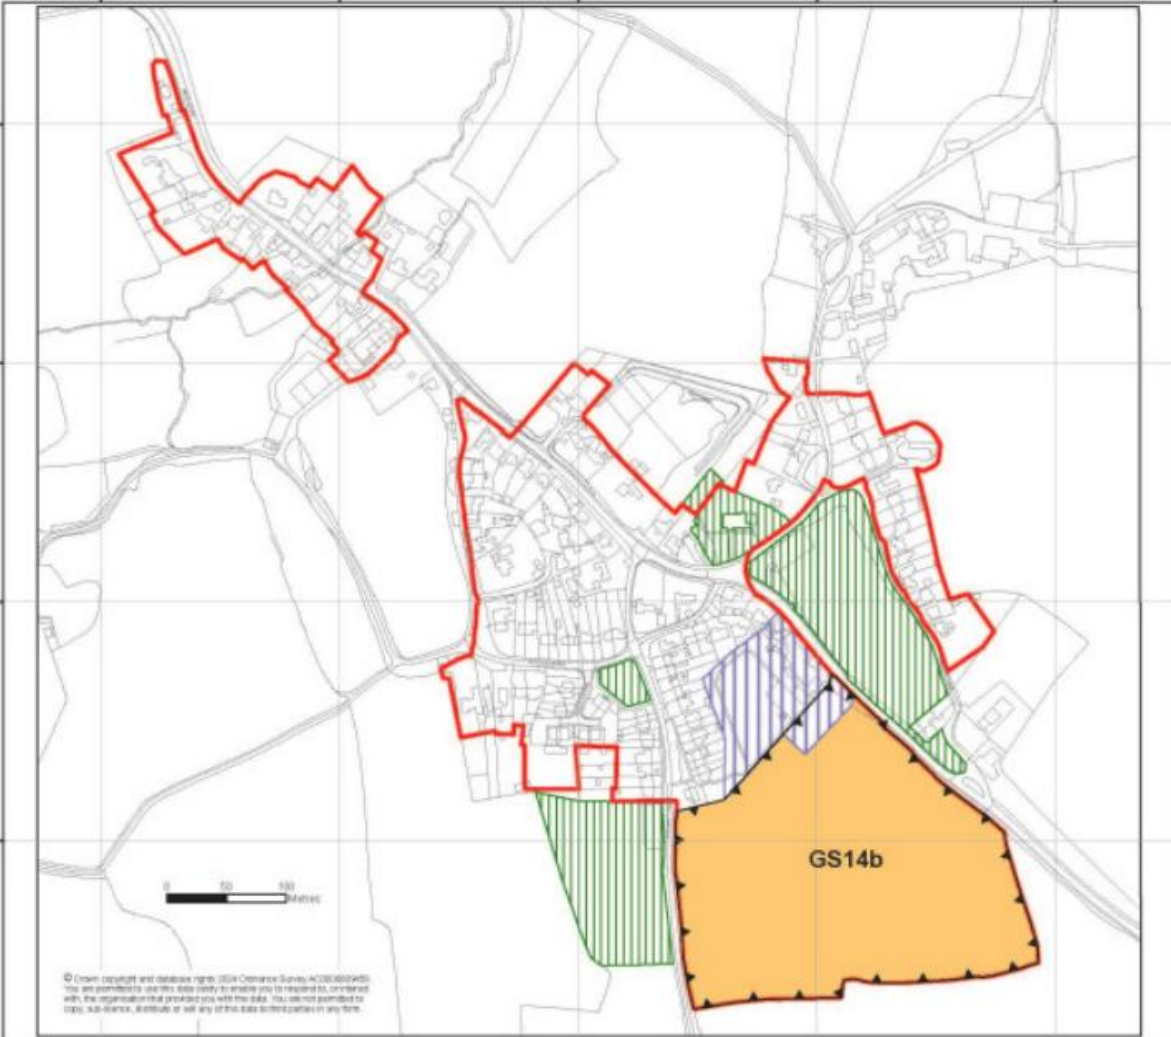 GS14b
0 50 100
Metres
© Crown copyright and database rights 2024 Ordnance Survey
You are permitted to use this data solely to enable you to respond to, or interact
with, the organisation that provided you with the data. You are not permitted to
copy, sub-licence, distribute or sell any of this data to third parties in any form.